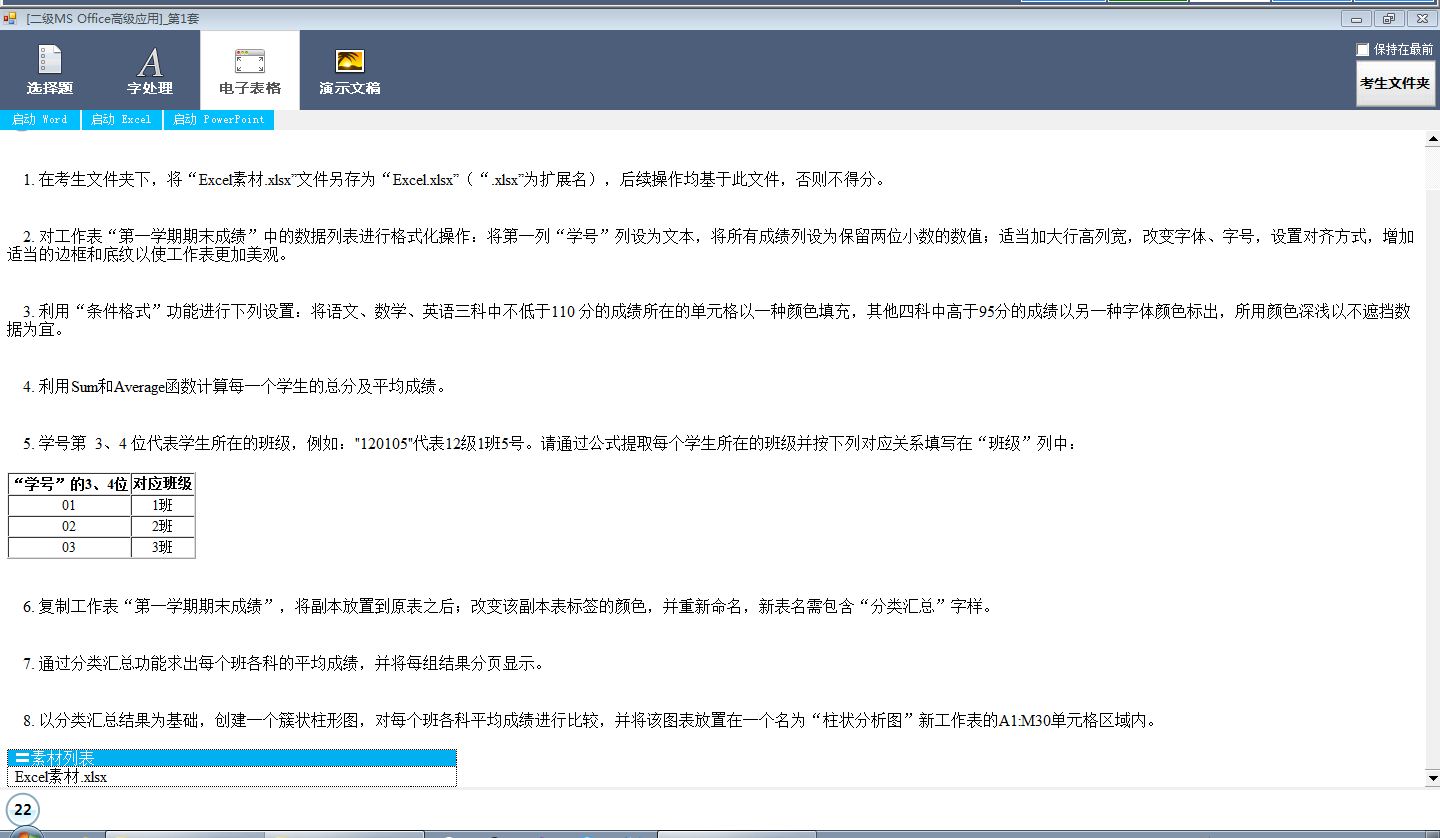 [二级MS Office高级应用]_第1套
保持在最前
选择题
字处理
电子表格
演示文稿
考生文件夹
启动 Word
启动 Excel
启动 PowerPoint
1. 在考生文件夹下，将“Excel素材.xlsx”文件另存为“Excel.xlsx”（“.xlsx”为扩展名），后续操作均基于此文件，否则不得分。
2. 对工作表“第一学期期末成绩”中的数据列表进行格式化操作：将第一列“学号”列设为文本，将所有成绩列设为保留两位小数的数值；适当加大行高列宽，改变字体、字号，设置对齐方式，增加
适当的边框和底纹以使工作表更加美观。
3. 利用“条件格式”功能进行下列设置：将语文、数学、英语三科中不低于110 分的成绩所在的单元格以一种颜色填充，其他四科中高于95分的成绩以另一种字体颜色标出，所用颜色深浅以不遮挡数
据为宜。
4. 利用Sum和Average函数计算每一个学生的总分及平均成绩。
5. 学号第 3、4 位代表学生所在的班级，例如："120105"代表12级1班5号。请通过公式提取每个学生所在的班级并按下列对应关系填写在“班级”列中：
“学号”的3、4位 对应班级
01 1班
02 2班
03 3班
6. 复制工作表“第一学期期末成绩”，将副本放置到原表之后；改变该副本表标签的颜色，并重新命名，新表名需包含“分类汇总”字样。
7. 通过分类汇总功能求出每个班各科的平均成绩，并将每组结果分页显示。
8. 以分类汇总结果为基础，创建一个簇状柱形图，对每个班各科平均成绩进行比较，并将该图表放置在一个名为“柱状分析图”新工作表的A1:M30单元格区域内。
素材列表
Excel素材.xlsx
22